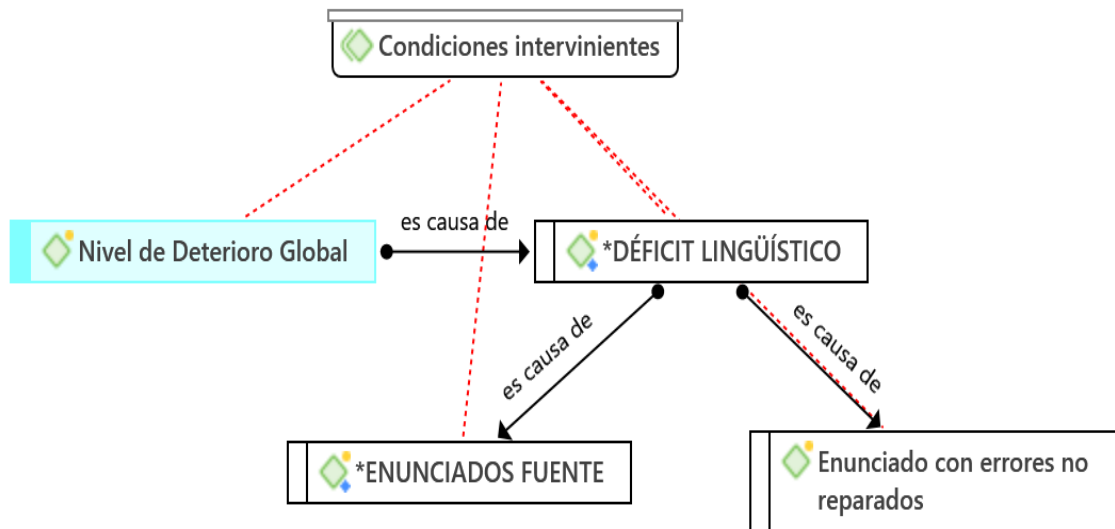 Condiciones intervinientes
es causa de
Nivel de Deterioro Global
*DÉFICIT LINGÜÍSTICO
es causa de
es causa de
*ENUNCIADOS FUENTE
Enunciado con errores no
reparados